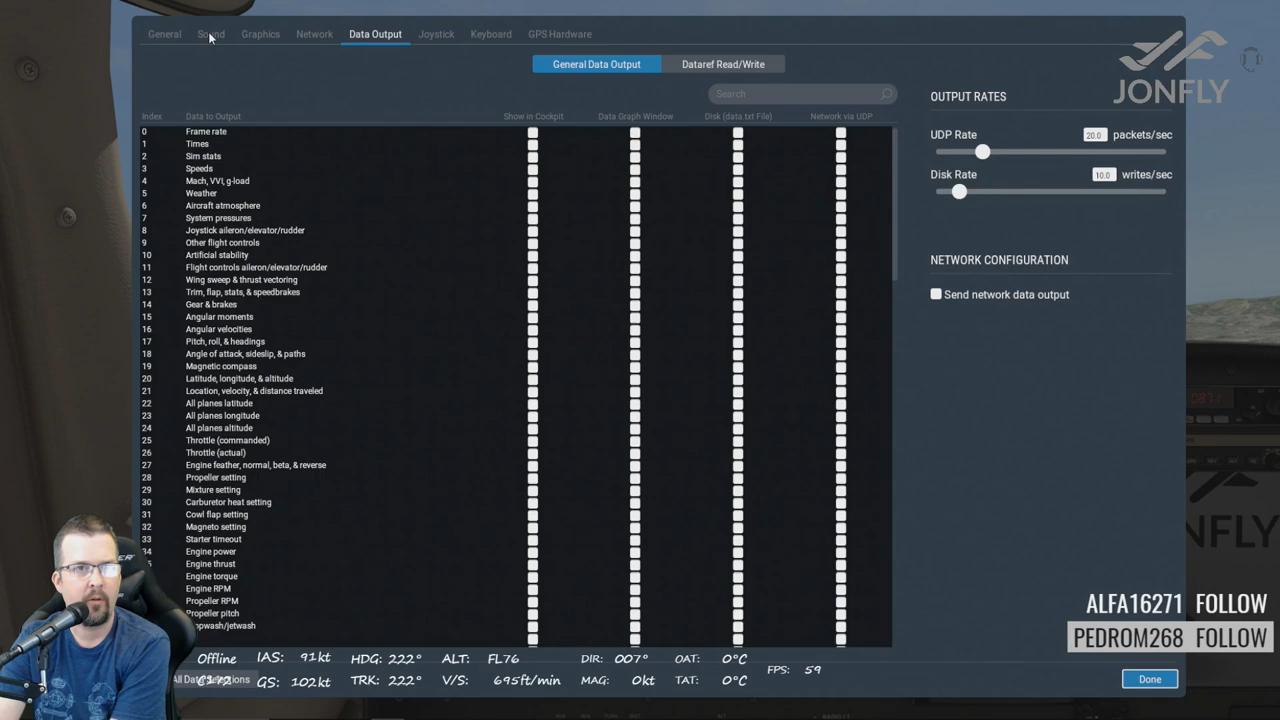 General Sound Graphics Network Data Output Joystick Keyboard GPS Hardware
General Data Output Dataref Read/Write
JONFLY
Search
Index Data to Output Show in Cockpit Data Graph Window Disk (data.txt File) Network via UDP
0 Frame rate
1 Times
2 Sim stats
3 Speeds
4 Mach, VVI, g-load
5 Weather
6 Aircraft atmosphere
7 System pressures
8 Joystick aileron/elevator/rudder
9 Other flight controls
10 Artificial stability
11 Flight controls aileron/elevator/rudder
12 Wing sweep & thrust vectoring
13 Trim, flap, stats, & speedbrakes
14 Gear & brakes
15 Angular moments
16 Angular velocities
17 Pitch, roll, & headings
18 Angle of attack, sideslip, & paths
19 Magnetic compass
20 Latitude, longitude, & altitude
21 Location, velocity, & distance traveled
22 All planes latitude
23 All planes longitude
24 All planes altitude
25 Throttle (commanded)
26 Throttle (actual)
27 Engine feather, normal, beta, & reverse
28 Propeller setting
29 Mixture setting
30 Carburetor heat setting
31 Cowl flap setting
32 Magneto setting
33 Starter timeout
34 Engine power
Engine thrust
Engine torque
Engine RPM
Propeller RPM
Propeller pitch
pwash/jetwash
OUTPUT RATES
UDP Rate 20.0 packets/sec
Disk Rate 10.0 writes/sec
NETWORK CONFIGURATION
Send network data output
NFLY
ALFA16271 FOLLOW
PEDROM268 FOLLOW
Offline IAS: 91kt HDG: 222° ALT: FL76 DIR: 007° OAT: 0°C FPS: 59
C172 GS: 102kt TRK: 222° V/S: 695ft/min MAG: 0kt TAT: 0°C
Done